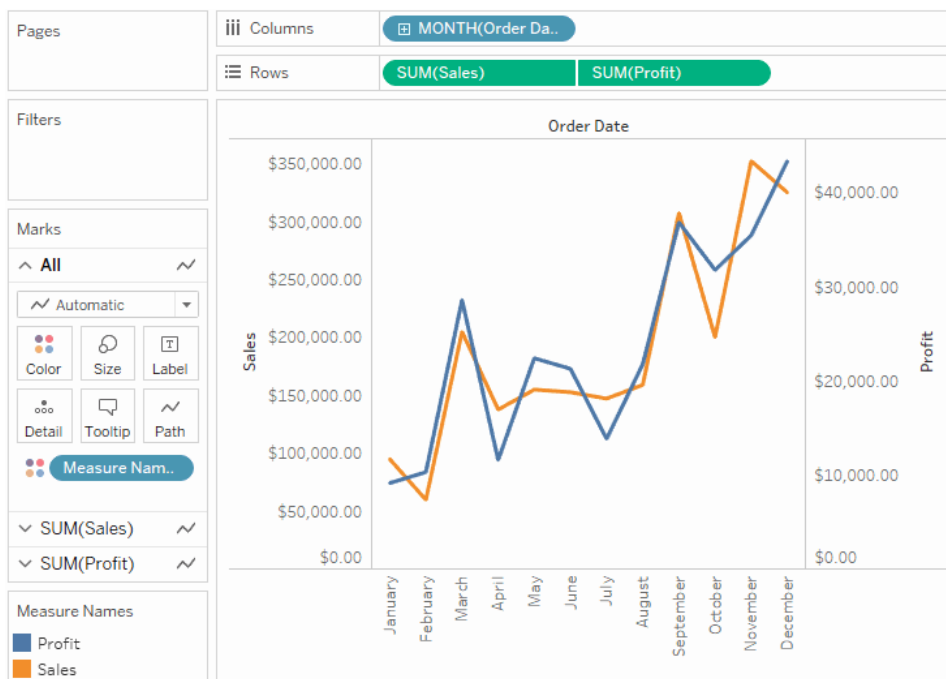 Pages
Columns
MONTH(Order Da..
Rows
SUM(Sales)
SUM(Profit)
Filters
Marks
All
Automatic
Color
Size
Label
Detail
Tooltip
Path
Measure Nam..
SUM(Sales)
SUM(Profit)
Measure Names
Profit
Sales
Order Date
$350,000.00
$300,000.00
$250,000.00
$200,000.00
$150,000.00
$100,000.00
$50,000.00
$0.00
Sales
$40,000.00
$30,000.00
$20,000.00
$10,000.00
$0.00
Profit
January
February
March
April
May
June
July
August
September
October
November
December